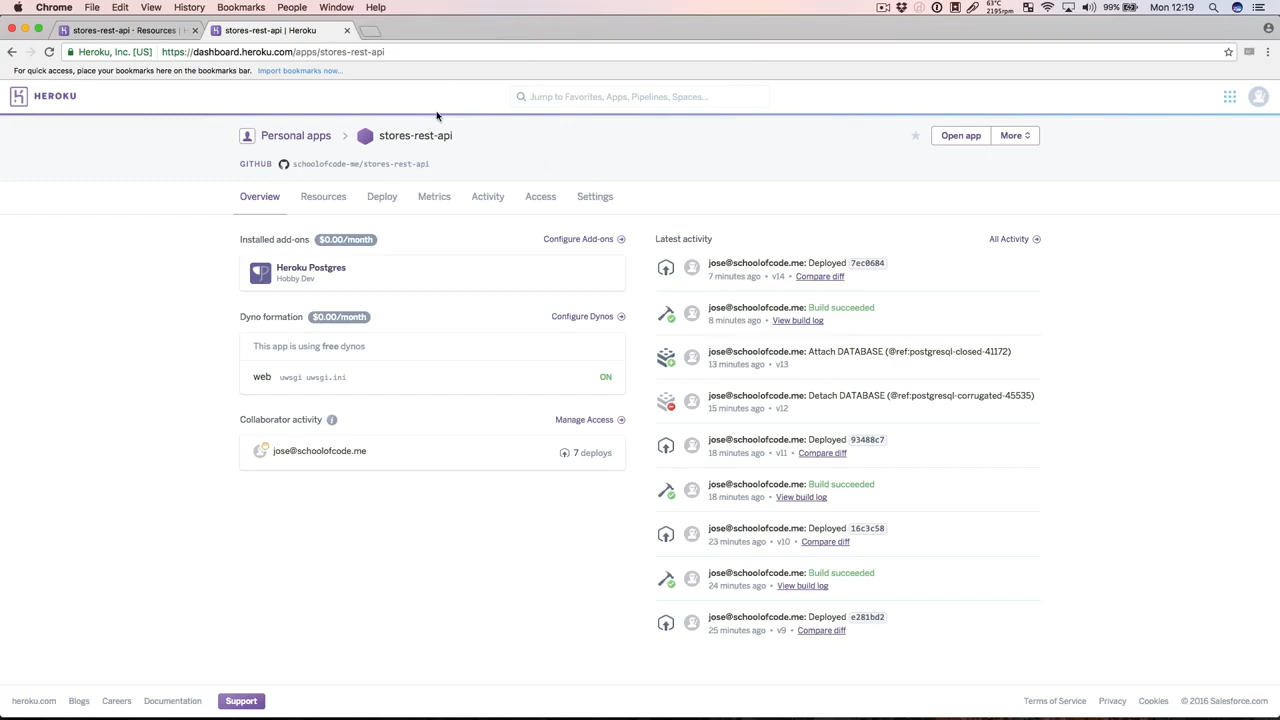 Chrome File Edit View History Bookmarks People Window Help
63°C
2195rpm
99%
Mon 12:19
stores-rest-api · Resources |
stores-rest-api | Heroku
Heroku, Inc. [US] https://dashboard.heroku.com/apps/stores-rest-api
For quick access, place your bookmarks here on the bookmarks bar. Import bookmarks now...
HEROKU
Jump to Favorites, Apps, Pipelines, Spaces...
Personal apps > stores-rest-api
Open app
More
GITHUB schoolofcode-me/stores-rest-api
Overview Resources Deploy Metrics Activity Access Settings
Installed add-ons $0.00/month
Configure Add-ons
Heroku Postgres
Hobby Dev
Dyno formation $0.00/month
Configure Dynos
This app is using free dynos
web uwsgi uwsgi.ini ON
Collaborator activity
Manage Access
jose@schoolofcode.me
7 deploys
Latest activity
All Activity
jose@schoolofcode.me: Deployed 7ec0684
7 minutes ago • v14 • Compare diff
jose@schoolofcode.me: Build succeeded
8 minutes ago • View build log
jose@schoolofcode.me: Attach DATABASE (@ref:postgresql-closed-41172)
13 minutes ago • v13
jose@schoolofcode.me: Detach DATABASE (@ref:postgresql-corrugated-45535)
15 minutes ago • v12
jose@schoolofcode.me: Deployed 93488c7
18 minutes ago • v11 • Compare diff
jose@schoolofcode.me: Build succeeded
18 minutes ago • View build log
jose@schoolofcode.me: Deployed 16c3c58
23 minutes ago • v10 • Compare diff
jose@schoolofcode.me: Build succeeded
24 minutes ago • View build log
jose@schoolofcode.me: Deployed e281bd2
25 minutes ago • v9 • Compare diff
heroku.com Blogs Careers Documentation Support
Terms of Service Privacy Cookies © 2016 Salesforce.com